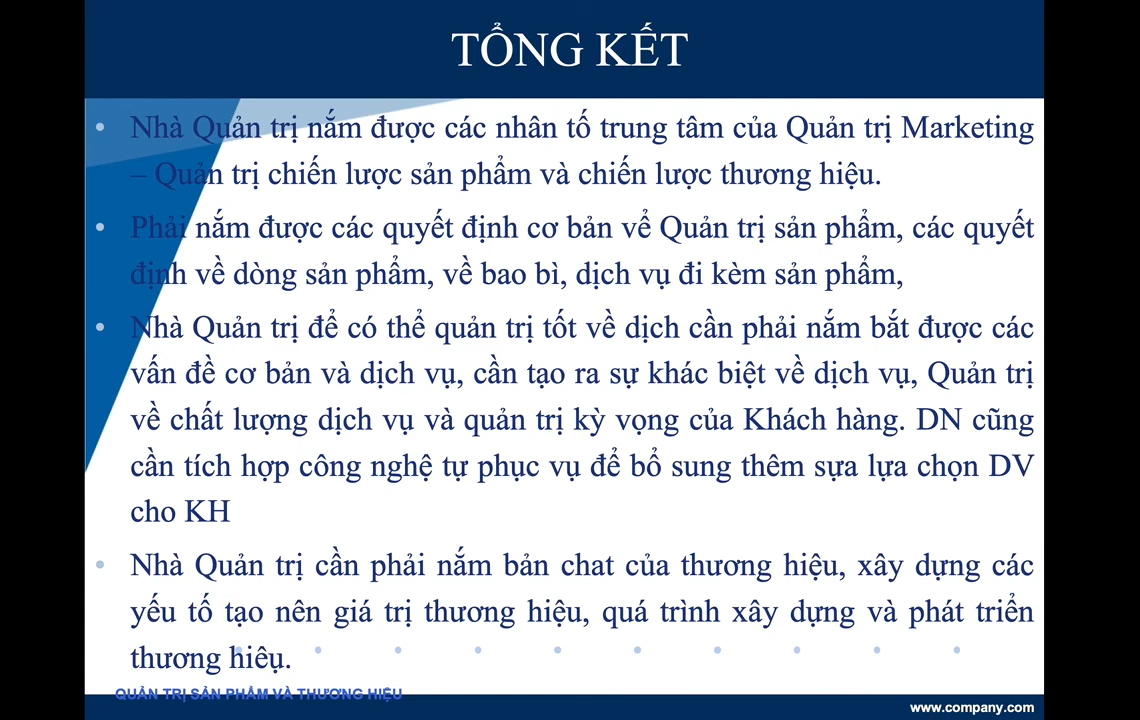 TỔNG KẾT
• Nhà Quản trị nắm được các nhân tố trung tâm của Quản trị Marketing
– Quản trị chiến lược sản phẩm và chiến lược thương hiệu.
• Phải nắm được các quyết định cơ bản về Quản trị sản phẩm, các quyết
định về dòng sản phẩm, về bao bì, dịch vụ đi kèm sản phẩm,
• Nhà Quản trị để có thể quản trị tốt về dịch cần phải nắm bắt được các
vấn đề cơ bản và dịch vụ, cần tạo ra sự khác biệt về dịch vụ, Quản trị
về chất lượng dịch vụ và quản trị kỳ vọng của Khách hàng. DN cũng
cần tích hợp công nghệ tự phục vụ để bổ sung thêm sựa lựa chọn DV
cho KH
• Nhà Quản trị cần phải nắm bản chat của thương hiệu, xây dựng các
yếu tố tạo nên giá trị thương hiệu, quá trình xây dựng và phát triển
thương hiêụ.
QUẢN TRỊ SẢN PHẨM VÀ THƯƠNG HIỆU
www.company.com